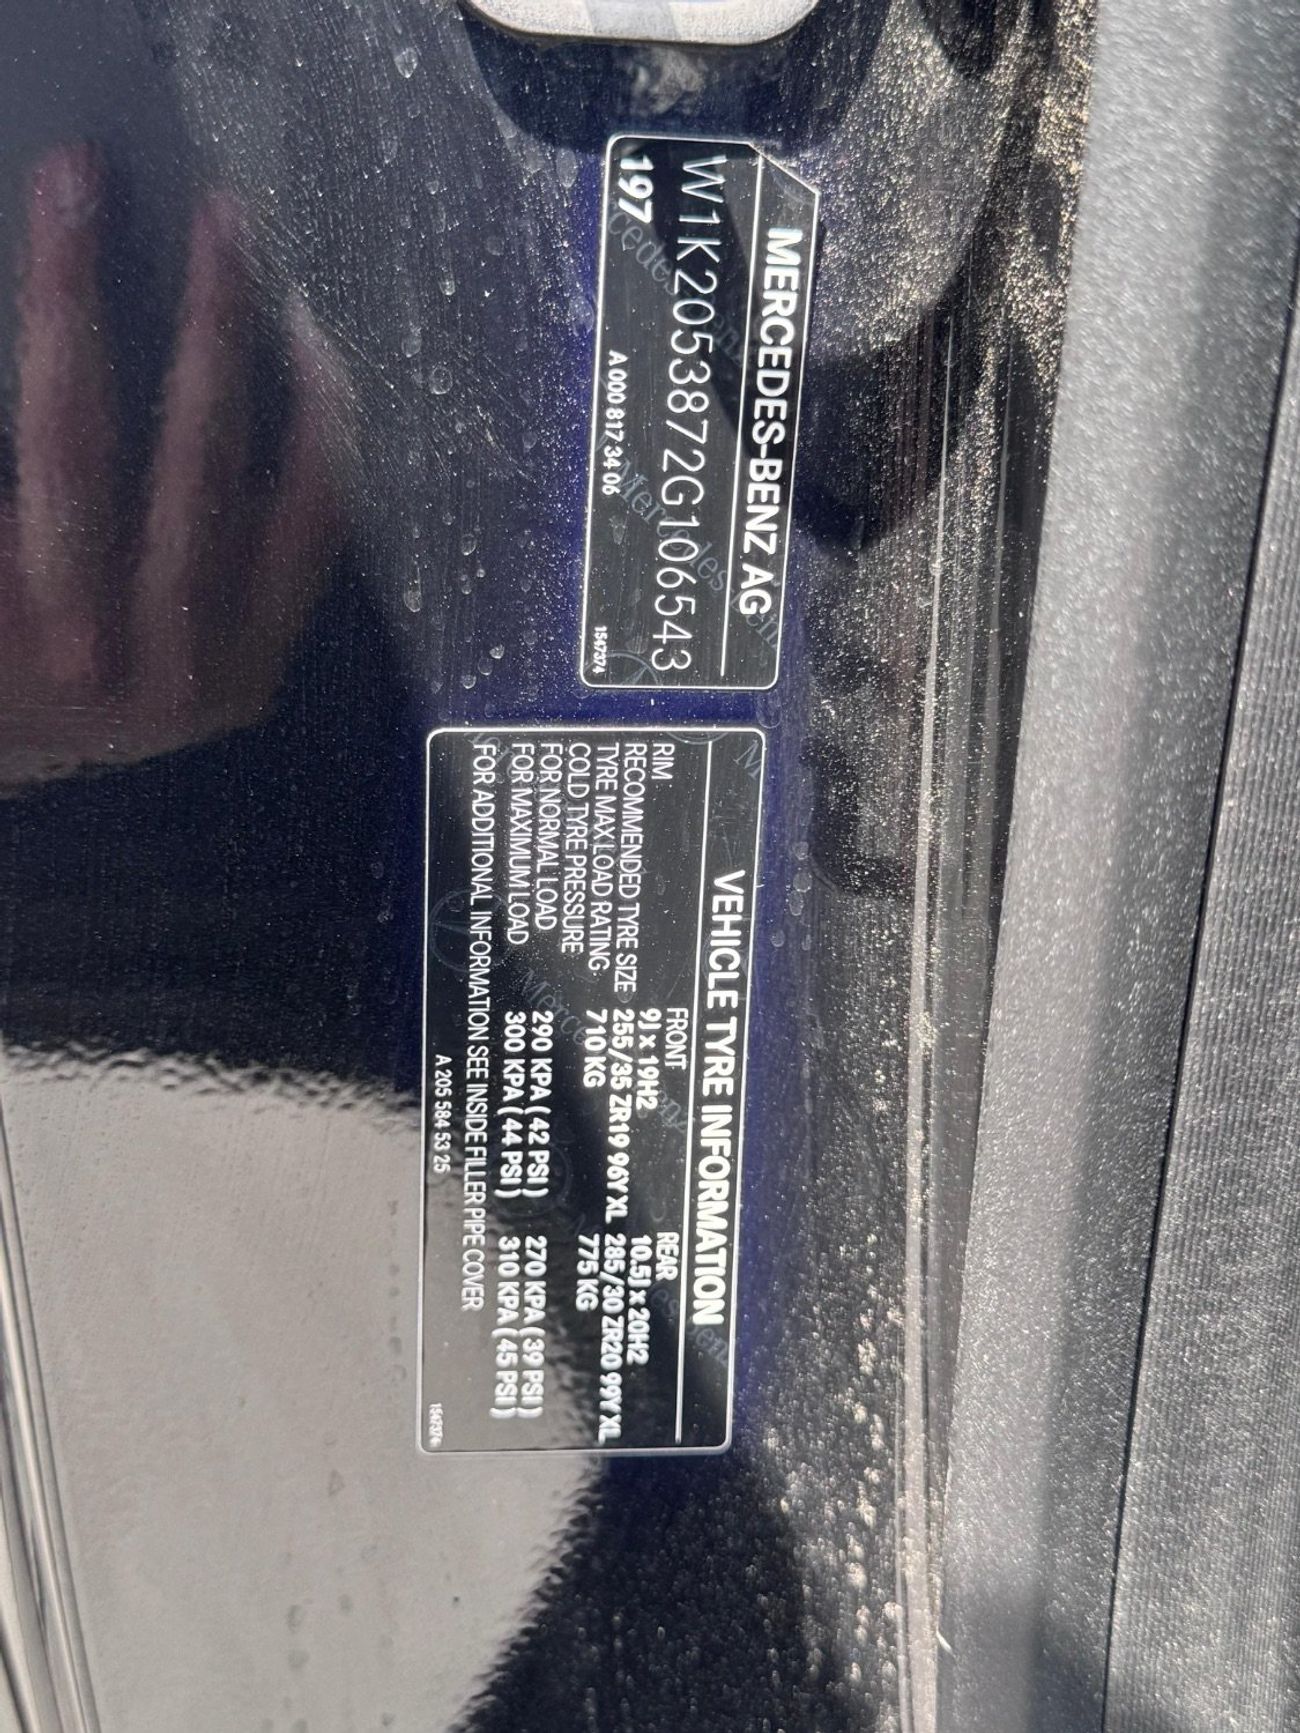 MERCEDES-BENZ AG
W1K2053872G106543
197 A 000 817 34 06 1547374
VEHICLE TYRE INFORMATION
FRONT REAR
RIM 9J x 19H2 10.5J x 20H2
RECOMMENDED TYRE SIZE 255/35 ZR19 96Y XL 285/30 ZR20 99Y XL
TYRE MAX LOAD RATING 710 KG 775 KG
COLD TYRE PRESSURE
FOR NORMAL LOAD 290 KPA ( 42 PSI ) 270 KPA ( 39 PSI )
FOR MAXIMUM LOAD 300 KPA ( 44 PSI ) 310 KPA ( 45 PSI )
FOR ADDITIONAL INFORMATION SEE INSIDE FILLER PIPE COVER
A 205 584 53 25 1547374